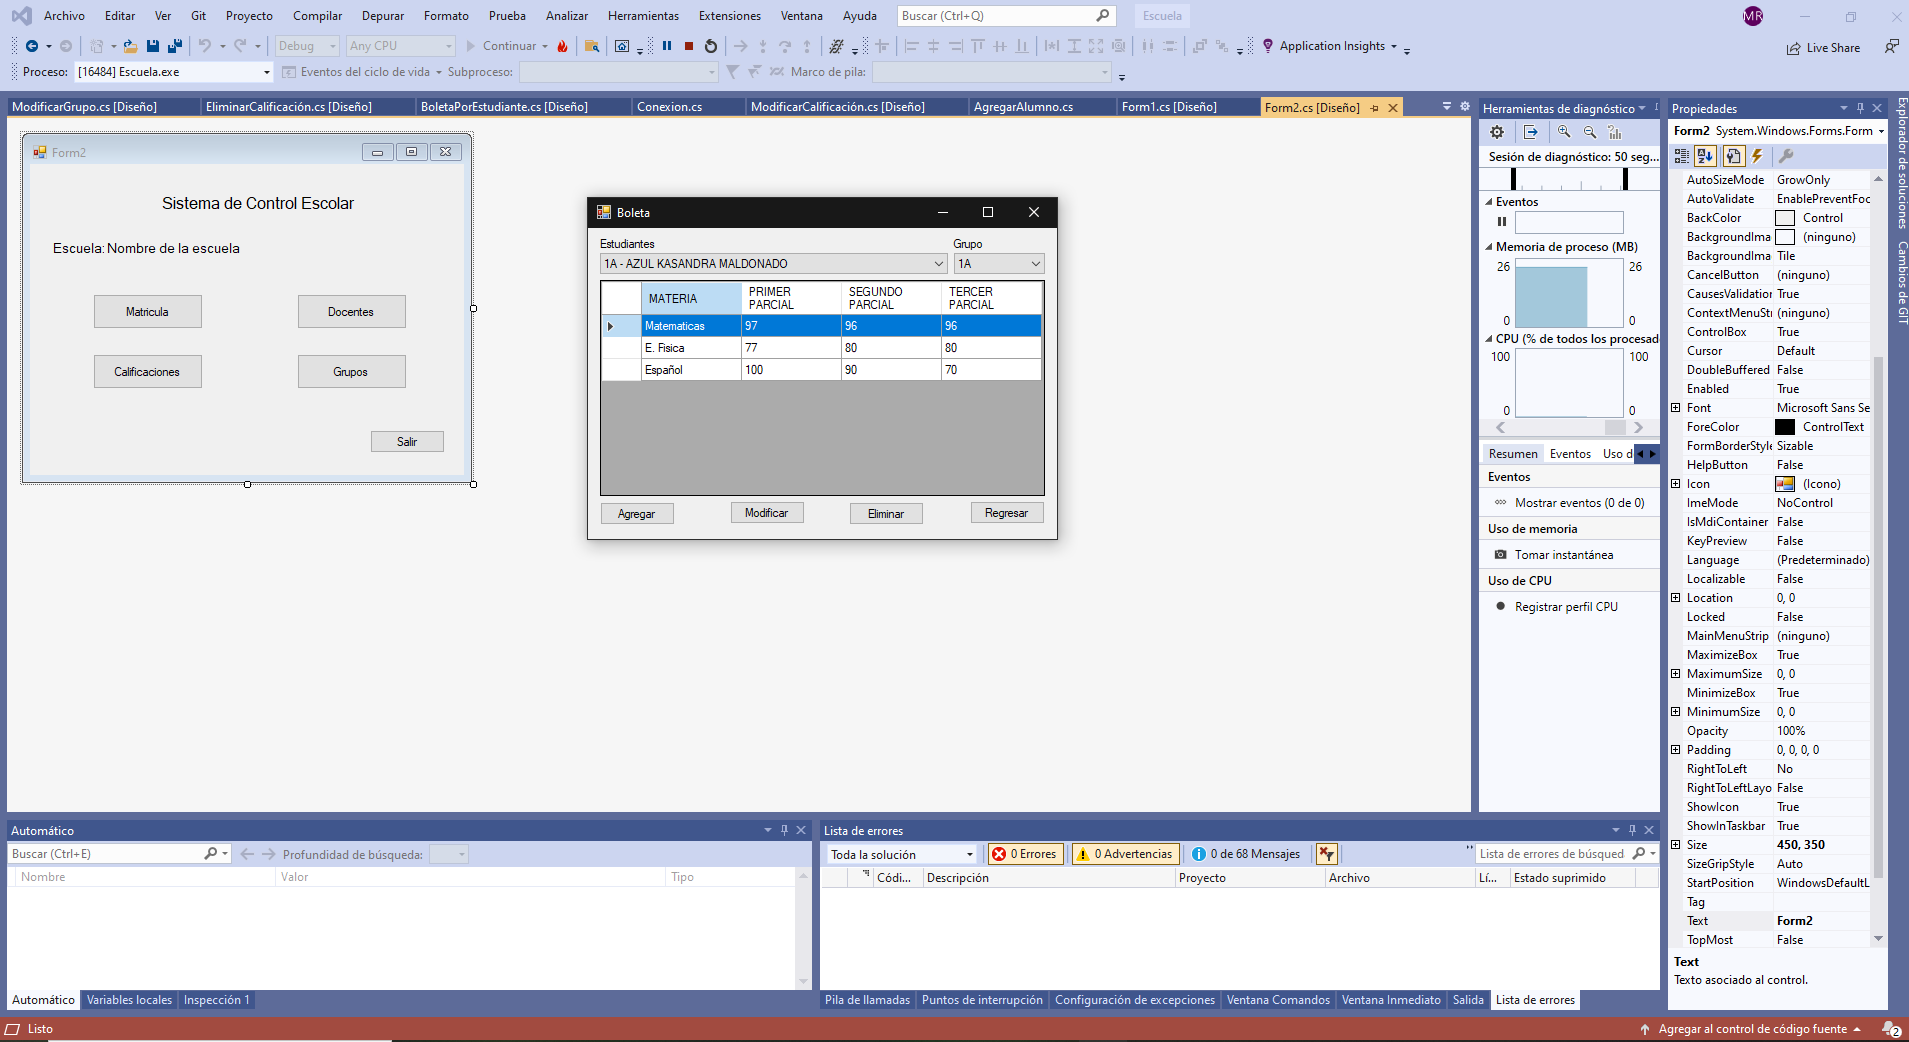 Archivo Editar Ver Git Proyecto Compilar Depurar Formato Prueba Analizar Herramientas Extensiones Ventana Ayuda Buscar (Ctrl+Q) Escuela MR
Debug Any CPU Continuar Application Insights Live Share
Proceso: [16484] Escuela.exe Eventos del ciclo de vida Subproceso: Marco de pila:
ModificarGrupo.cs [Diseño] EliminarCalificación.cs [Diseño] BoletaPorEstudiante.cs [Diseño] Conexion.cs ModificarCalificación.cs [Diseño] AgregarAlumno.cs Form1.cs [Diseño] Form2.cs [Diseño]
Form2
Sistema de Control Escolar
Escuela: Nombre de la escuela
Matricula Docentes
Calificaciones Grupos
Salir
Boleta
Estudiantes Grupo
1A - AZUL KASANDRA MALDONADO 1A
MATERIA PRIMER PARCIAL SEGUNDO PARCIAL TERCER PARCIAL
Matematicas 97 96 96
E. Fisica 77 80 80
Español 100 90 70
Agregar Modificar Eliminar Regresar
Herramientas de diagnóstico
Sesión de diagnóstico: 50 seg...
Eventos
Memoria de proceso (MB)
26 26
0 0
CPU (% de todos los procesad
100 100
0 0
Resumen Eventos Uso d
Eventos
Mostrar eventos (0 de 0)
Uso de memoria
Tomar instantánea
Uso de CPU
Registrar perfil CPU
Propiedades
Form2 System.Windows.Forms.Form
AutoSizeMode GrowOnly
AutoValidate EnablePreventFoc
BackColor Control
BackgroundIma (ninguno)
BackgroundIma Tile
CancelButton (ninguno)
CausesValidation True
ContextMenuStr (ninguno)
ControlBox True
Cursor Default
DoubleBuffered False
Enabled True
Font Microsoft Sans Se
ForeColor ControlText
FormBorderStyle Sizable
HelpButton False
Icon (Icono)
ImeMode NoControl
IsMdiContainer False
KeyPreview False
Language (Predeterminado)
Localizable False
Location 0, 0
Locked False
MainMenuStrip (ninguno)
MaximizeBox True
MaximumSize 0, 0
MinimizeBox True
MinimumSize 0, 0
Opacity 100%
Padding 0, 0, 0, 0
RightToLeft No
RightToLeftLayo False
ShowIcon True
ShowInTaskbar True
Size 450, 350
SizeGripStyle Auto
StartPosition WindowsDefaultL
Tag
Text Form2
TopMost False
Text
Texto asociado al control.
Explorador de soluciones
Cambios de GIT
Automático
Buscar (Ctrl+E) Profundidad de búsqueda:
Nombre Valor Tipo
Automático Variables locales Inspección 1
Lista de errores
Toda la solución 0 Errores 0 Advertencias 0 de 68 Mensajes Lista de errores de búsqued
Códi... Descripción Proyecto Archivo Lí... Estado suprimido
Pila de llamadas Puntos de interrupción Configuración de excepciones Ventana Comandos Ventana Inmediato Salida Lista de errores
Listo Agregar al control de código fuente 2